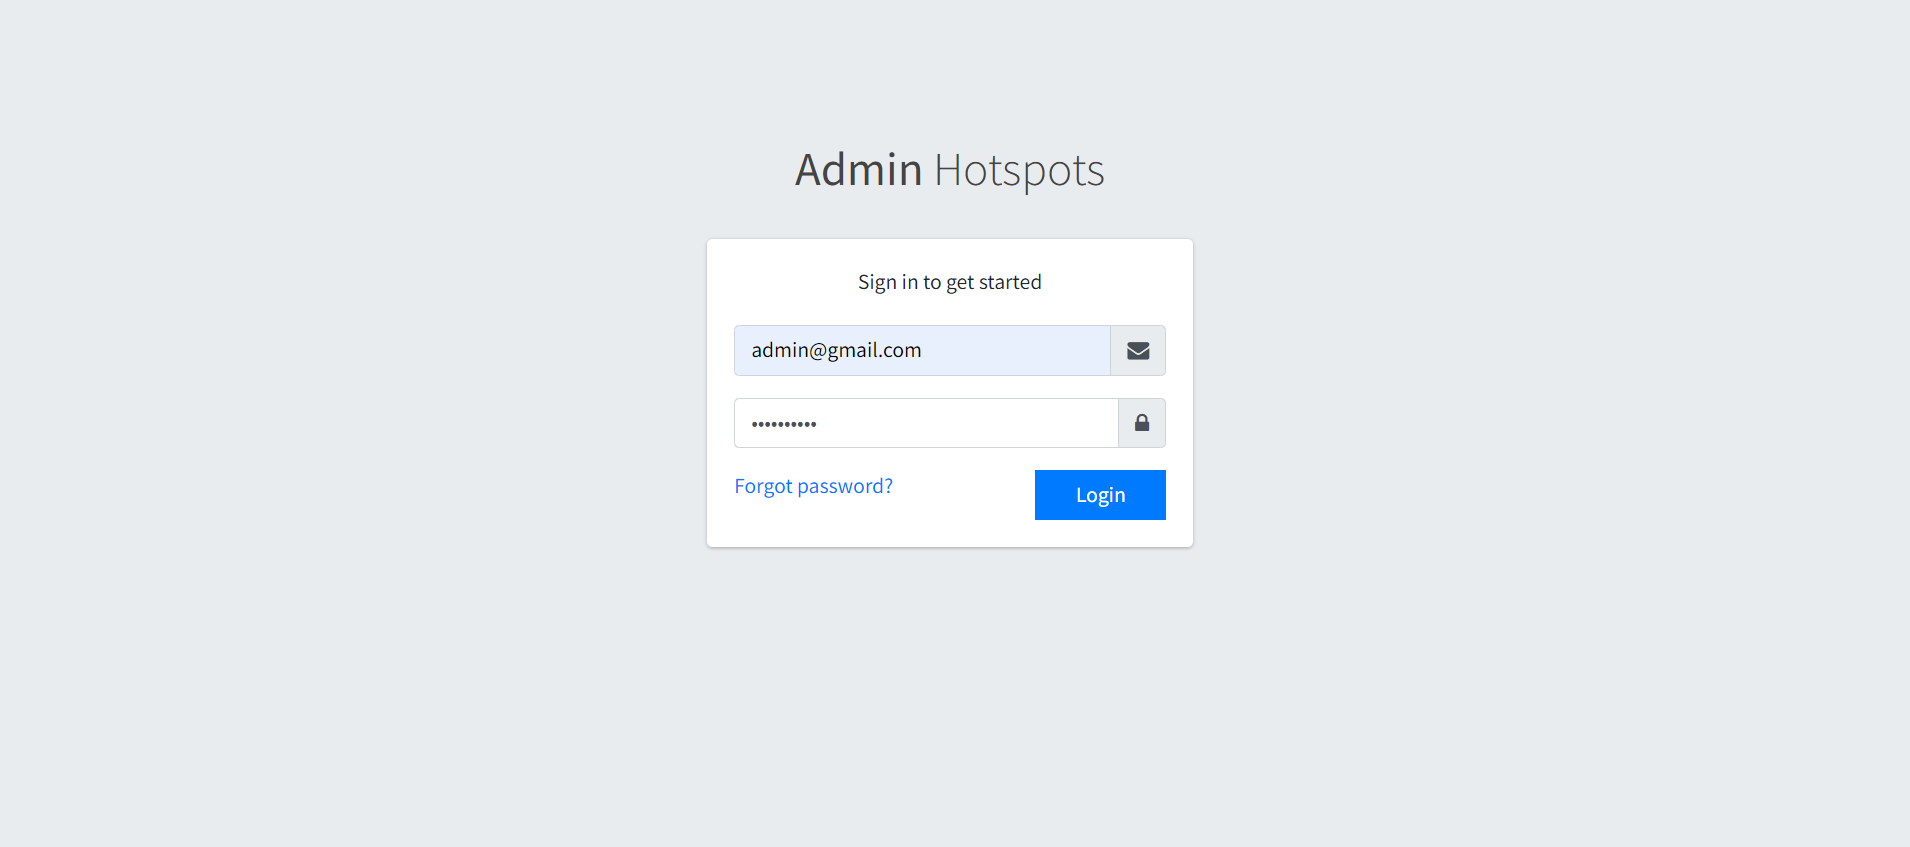 Admin Hotspots
Sign in to get started
admin@gmail.com
••••••••••
Forgot password?
Login